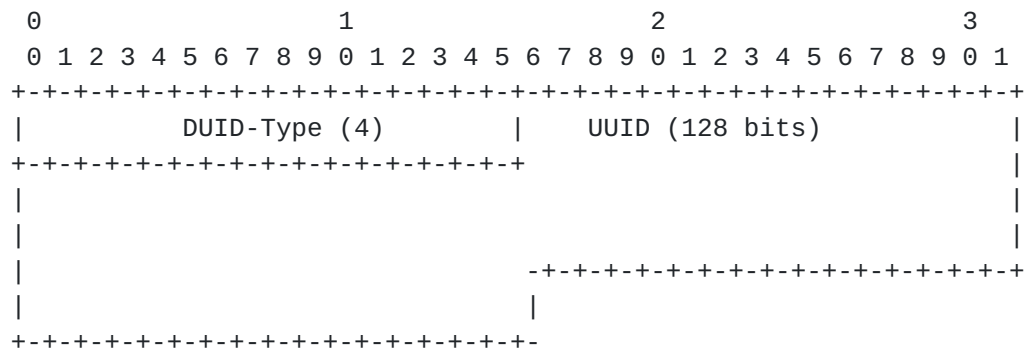 0                   1                   2                   3
 0 1 2 3 4 5 6 7 8 9 0 1 2 3 4 5 6 7 8 9 0 1 2 3 4 5 6 7 8 9 0 1
+-+-+-+-+-+-+-+-+-+-+-+-+-+-+-+-+-+-+-+-+-+-+-+-+-+-+-+-+-+-+-+-+
|          DUID-Type (4)        |    UUID (128 bits)            |
+-+-+-+-+-+-+-+-+-+-+-+-+-+-+-+-+                               |
|                                                               |
|                                                               |
|                                -+-+-+-+-+-+-+-+-+-+-+-+-+-+-+-+
|                                |
+-+-+-+-+-+-+-+-+-+-+-+-+-+-+-+-+-